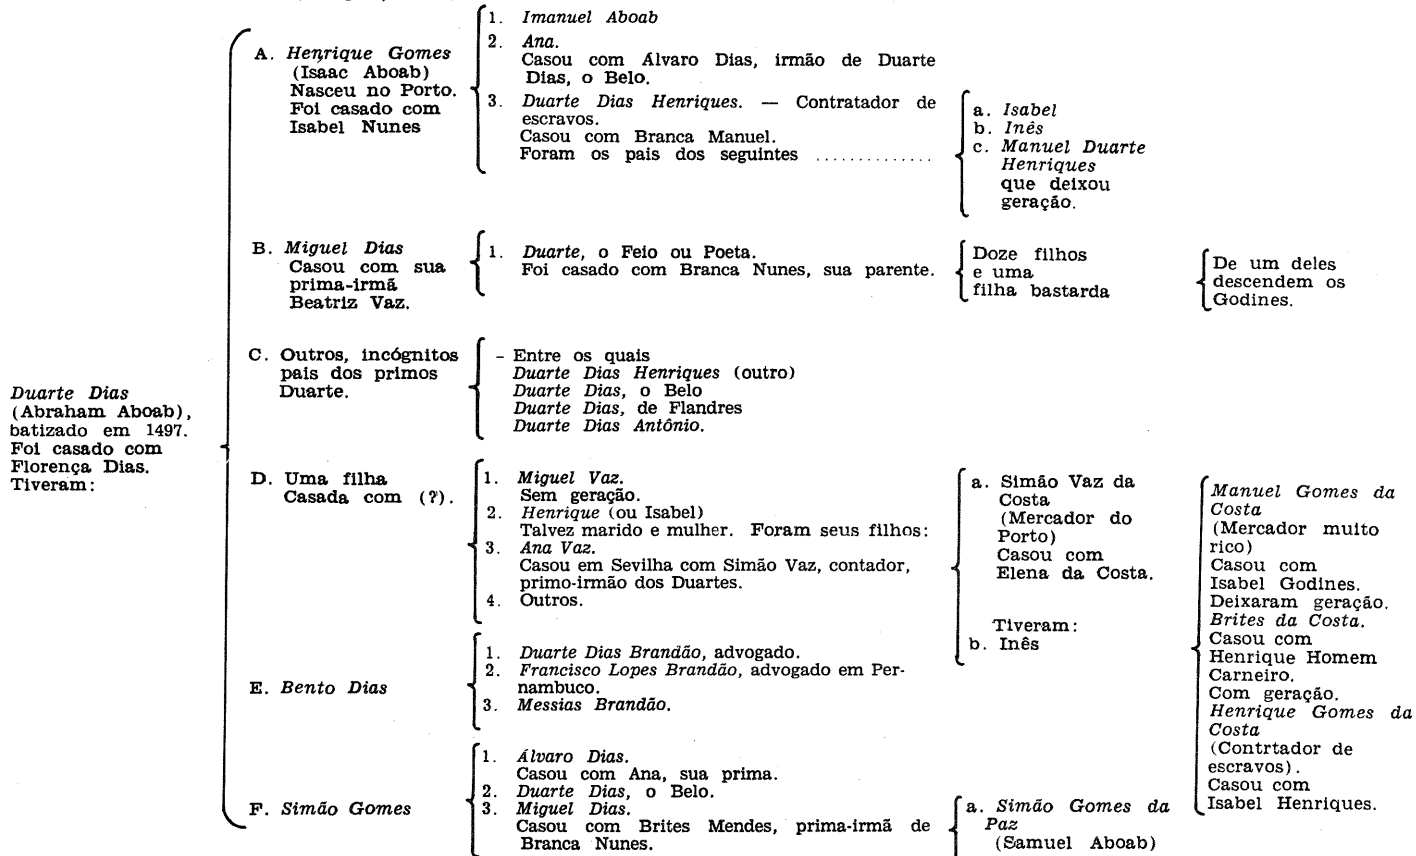 Duarte Dias
(Abraham Aboab),
batizado em 1497.
Foi casado com
Florença Dias.
Tiveram:
A. Henrique Gomes
(Isaac Aboab)
Nasceu no Porto.
Foi casado com
Isabel Nunes
1. Imanuel Aboab
2. Ana.
Casou com Álvaro Dias, irmão de Duarte
Dias, o Belo.
3. Duarte Dias Henriques. — Contratador de
escravos.
Casou com Branca Manuel.
Foram os pais dos seguintes ..............
a. Isabel
b. Inês
c. Manuel Duarte
Henriques
que deixou
geração.
B. Miguel Dias
Casou com sua
prima-irmã
Beatriz Vaz.
1. Duarte, o Feio ou Poeta.
Foi casado com Branca Nunes, sua parente.
Doze filhos
e uma
filha bastarda
De um deles
descendem os
Godines.
C. Outros, incógnitos
pais dos primos
Duarte.
- Entre os quais
Duarte Dias Henriques (outro)
Duarte Dias, o Belo
Duarte Dias, de Flandres
Duarte Dias Antônio.
D. Uma filha
Casada com (?).
1. Miguel Vaz.
Sem geração.
2. Henrique (ou Isabel)
Talvez marido e mulher. Foram seus filhos:
3. Ana Vaz.
Casou em Sevilha com Simão Vaz, contador,
primo-irmão dos Duartes.
4. Outros.
a. Simão Vaz da
Costa
(Mercador do
Porto)
Casou com
Elena da Costa.
Tiveram:
b. Inês
Manuel Gomes da
Costa
(Mercador muito
rico)
Casou com
Isabel Godines.
Deixaram geração.
Brites da Costa.
Casou com
Henrique Homem
Carneiro.
Com geração.
Henrique Gomes da
Costa
(Contrtador de
escravos).
Casou com
Isabel Henriques.
E. Bento Dias
1. Duarte Dias Brandão, advogado.
2. Francisco Lopes Brandão, advogado em Per-
nambuco.
3. Messias Brandão.
F. Simão Gomes
1. Álvaro Dias.
Casou com Ana, sua prima.
2. Duarte Dias, o Belo.
3. Miguel Dias.
Casou com Brites Mendes, prima-irmã de
Branca Nunes.
a. Simão Gomes da
Paz
(Samuel Aboab)